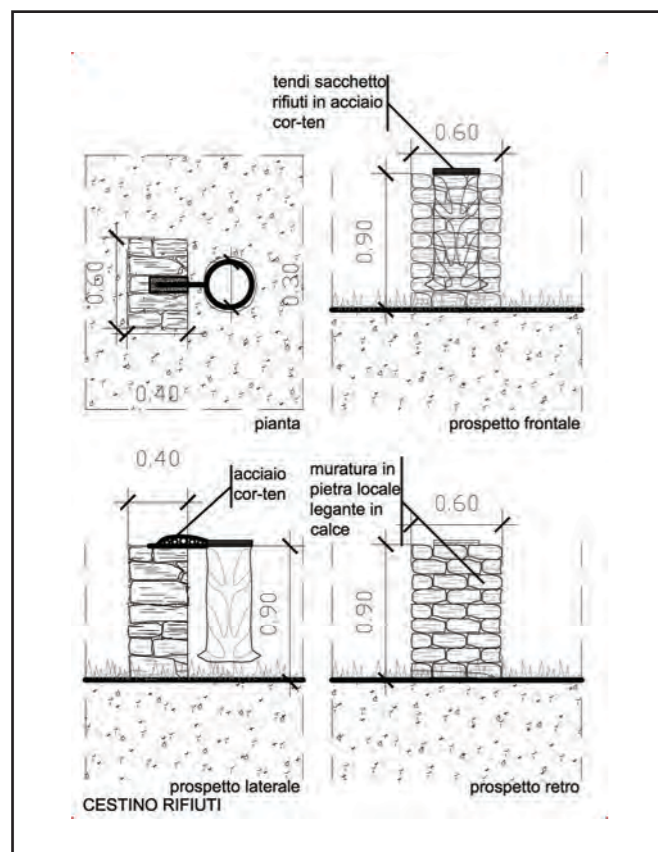 tendi sacchetto
rifiuti in acciaio
cor-ten
0.60
0.90
0.60
0.30
0.40
pianta
prospetto frontale
0.40
acciaio
cor-ten
muratura in
pietra locale
legante in
calce
0.60
0.90
0.90
prospetto laterale
prospetto retro
CESTINO RIFIUTI